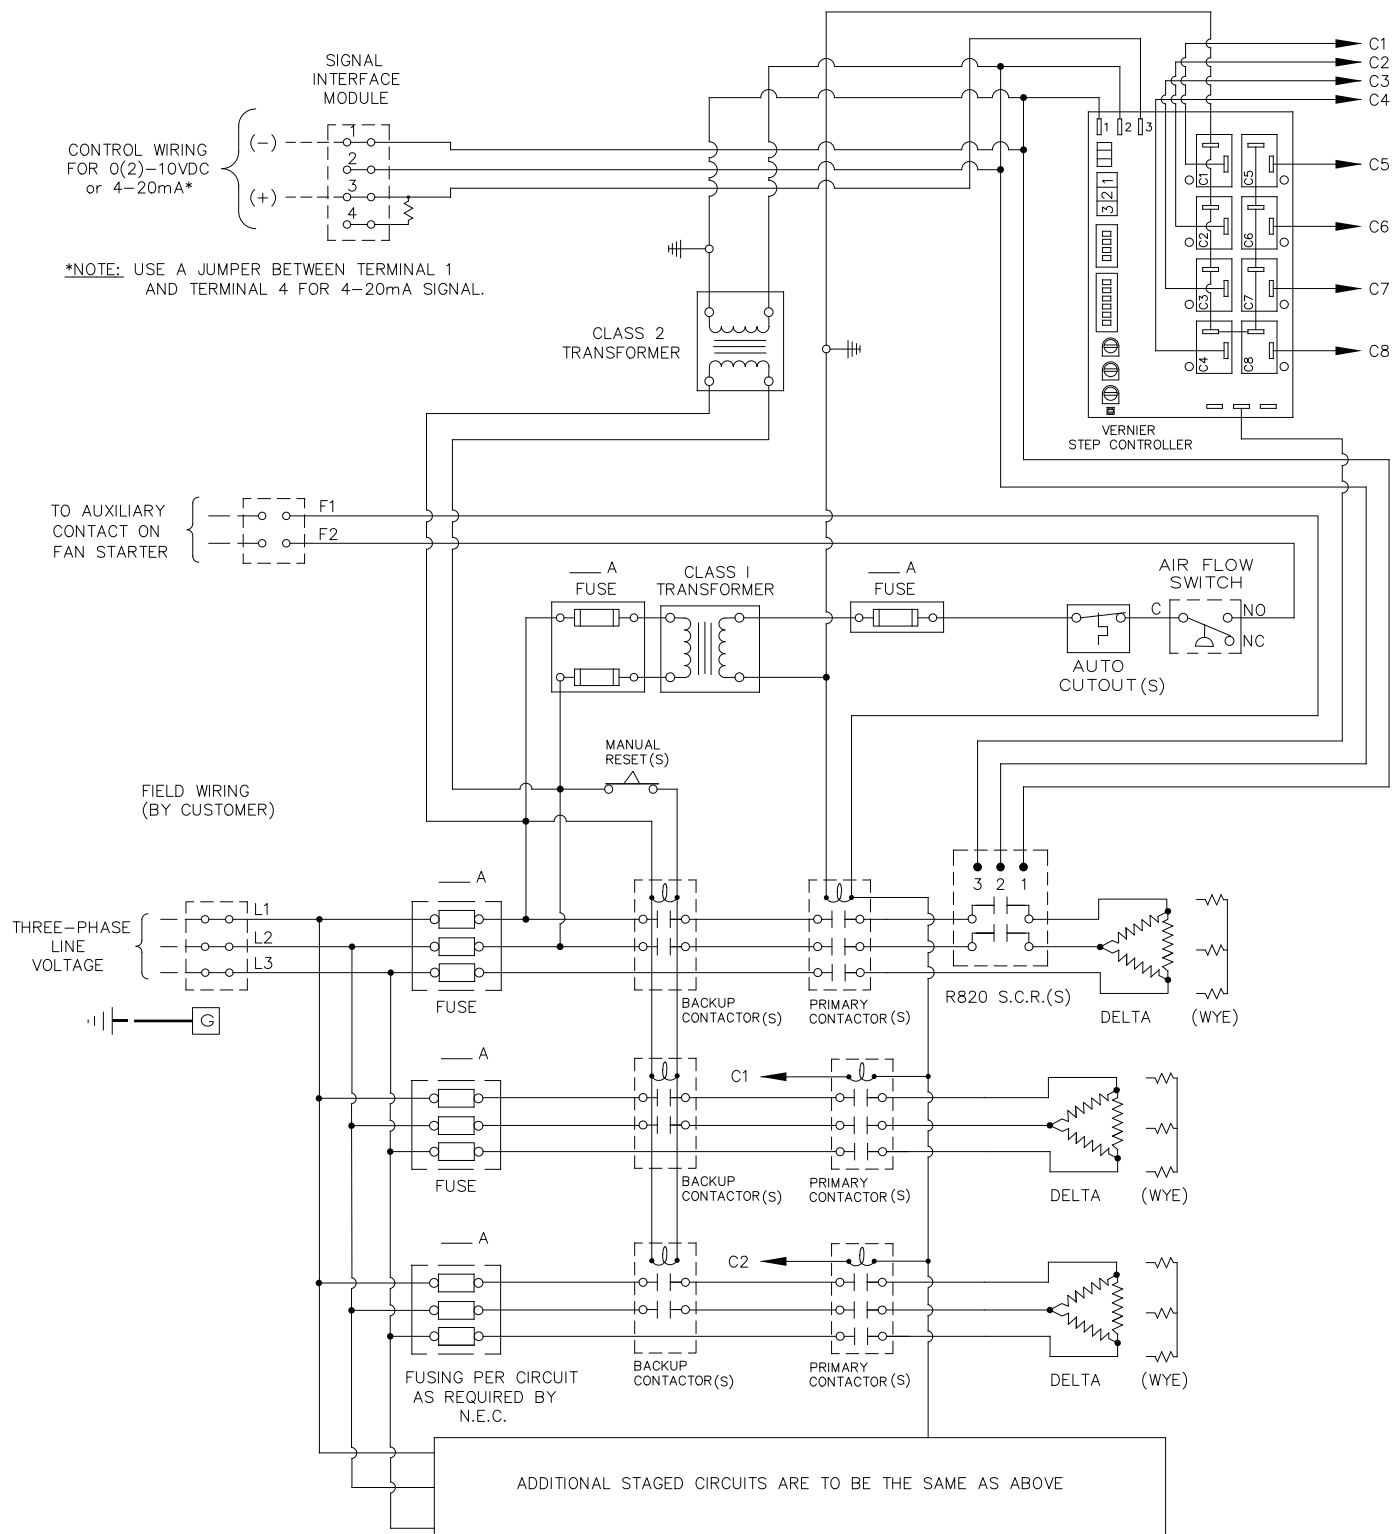 SIGNAL
INTERFACE
MODULE
CONTROL WIRING
FOR 0(2)-10VDC
or 4-20mA*
(-)
(+)
1
2
3
4
*NOTE: USE A JUMPER BETWEEN TERMINAL 1
AND TERMINAL 4 FOR 4-20mA SIGNAL.
C1
C2
C3
C4
C5
C6
C7
C8
1 2 3
3 2 1
C1
C2
C3
C4
C5
C6
C7
C8
VERNIER
STEP CONTROLLER
CLASS 2
TRANSFORMER
TO AUXILIARY
CONTACT ON
FAN STARTER
F1
F2
A
FUSE
CLASS I
TRANSFORMER
A
FUSE
AIR FLOW
SWITCH
C
NO
NC
AUTO
CUTOUT(S)
MANUAL
RESET(S)
FIELD WIRING
(BY CUSTOMER)
THREE-PHASE
LINE
VOLTAGE
L1
L2
L3
G
A
FUSE
BACKUP
CONTACTOR(S)
PRIMARY
CONTACTOR(S)
3 2 1
R820 S.C.R.(S)
DELTA
(WYE)
A
FUSE
C1
BACKUP
CONTACTOR(S)
PRIMARY
CONTACTOR(S)
DELTA
(WYE)
A
C2
FUSING PER CIRCUIT
AS REQUIRED BY
N.E.C.
BACKUP
CONTACTOR(S)
PRIMARY
CONTACTOR(S)
DELTA
(WYE)
ADDITIONAL STAGED CIRCUITS ARE TO BE THE SAME AS ABOVE